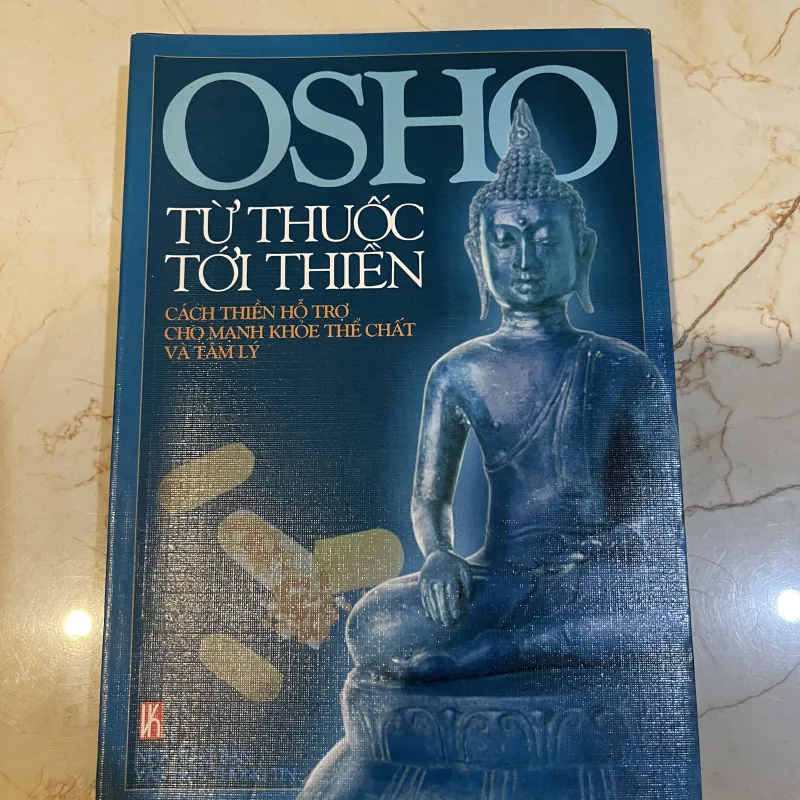 OSHO
TỪ THUỐC
TỚI THIỀN
CÁCH THIỀN HỖ TRỢ
CHO MẠNH KHỎE THỂ CHẤT
VÀ TÂM LÝ